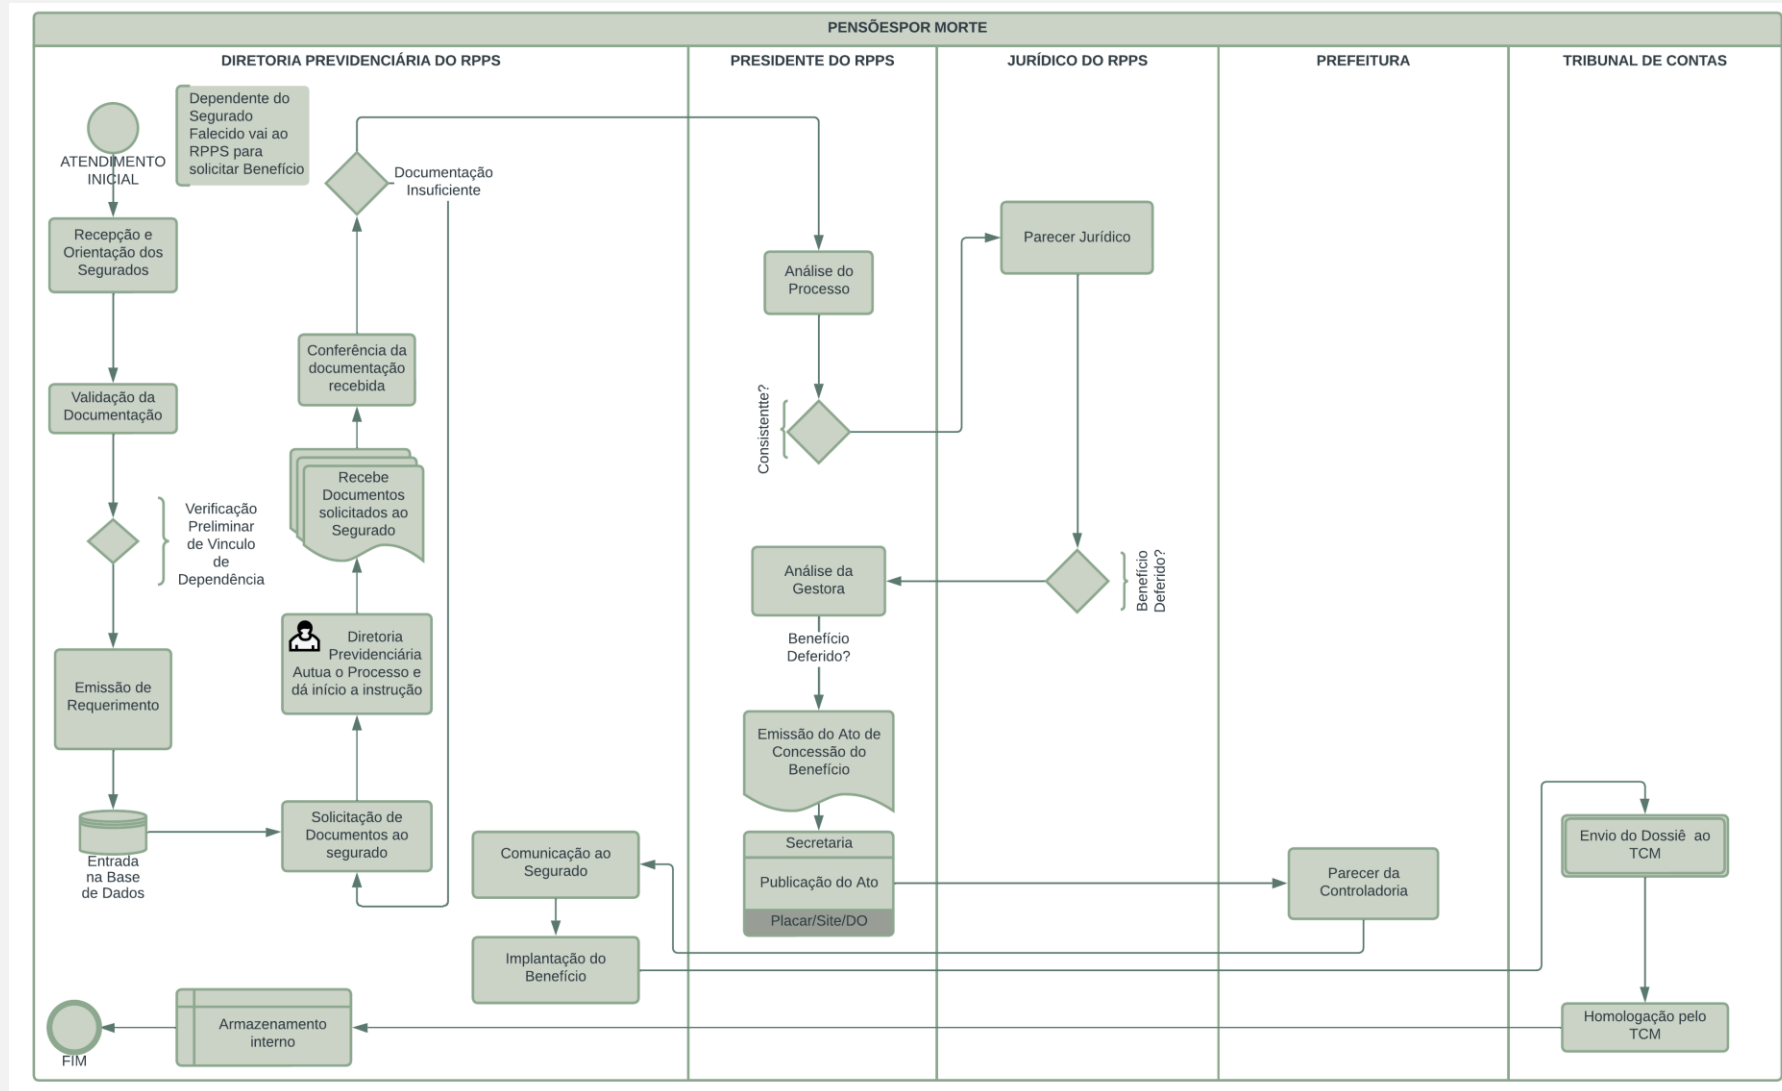 PENSÕESPOR MORTE
DIRETORIA PREVIDENCIÁRIA DO RPPS
PRESIDENTE DO RPPS
JURÍDICO DO RPPS
PREFEITURA
TRIBUNAL DE CONTAS
ATENDIMENTO
INICIAL
Dependente do
Segurado
Falecido vai ao
RPPS para
solicitar Benefício
Recepção e
Orientação dos
Segurados
Validação da
Documentação
Verificação
Preliminar
de Vinculo
de
Dependência
Emissão de
Requerimento
Entrada
na Base
de Dados
Solicitação de
Documentos ao
segurado
Diretoria
Previdenciária
Autua o Processo e
dá início a instrução
Recebe
Documentos
solicitados ao
Segurado
Conferência da
documentação
recebida
Documentação
Insuficiente
Análise do
Processo
Consistentte?
Parecer Jurídico
Benefício
Deferido?
Análise da
Gestora
Benefício
Deferido?
Emissão do Ato de
Concessão do
Benefício
Secretaria
Publicação do Ato
Placar/Site/DO
Parecer da
Controladoria
Comunicação ao
Segurado
Implantação do
Benefício
Envio do Dossiê ao
TCM
Homologação pelo
TCM
Armazenamento
interno
FIM